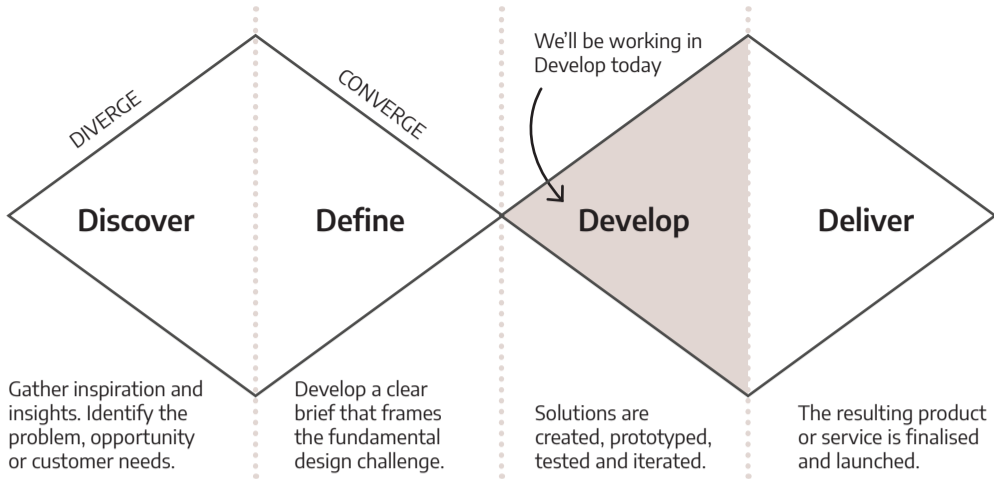 We’ll be working in
Develop today
DIVERGE
CONVERGE
Discover
Define
Develop
Deliver
Gather inspiration and
insights. Identify the
problem, opportunity
or customer needs.
Develop a clear
brief that frames
the fundamental
design challenge.
Solutions are
created, prototyped,
tested and iterated.
The resulting product
or service is finalised
and launched.